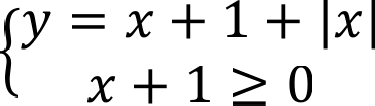 y = x + 1 + |x|
x + 1 ≥ 0